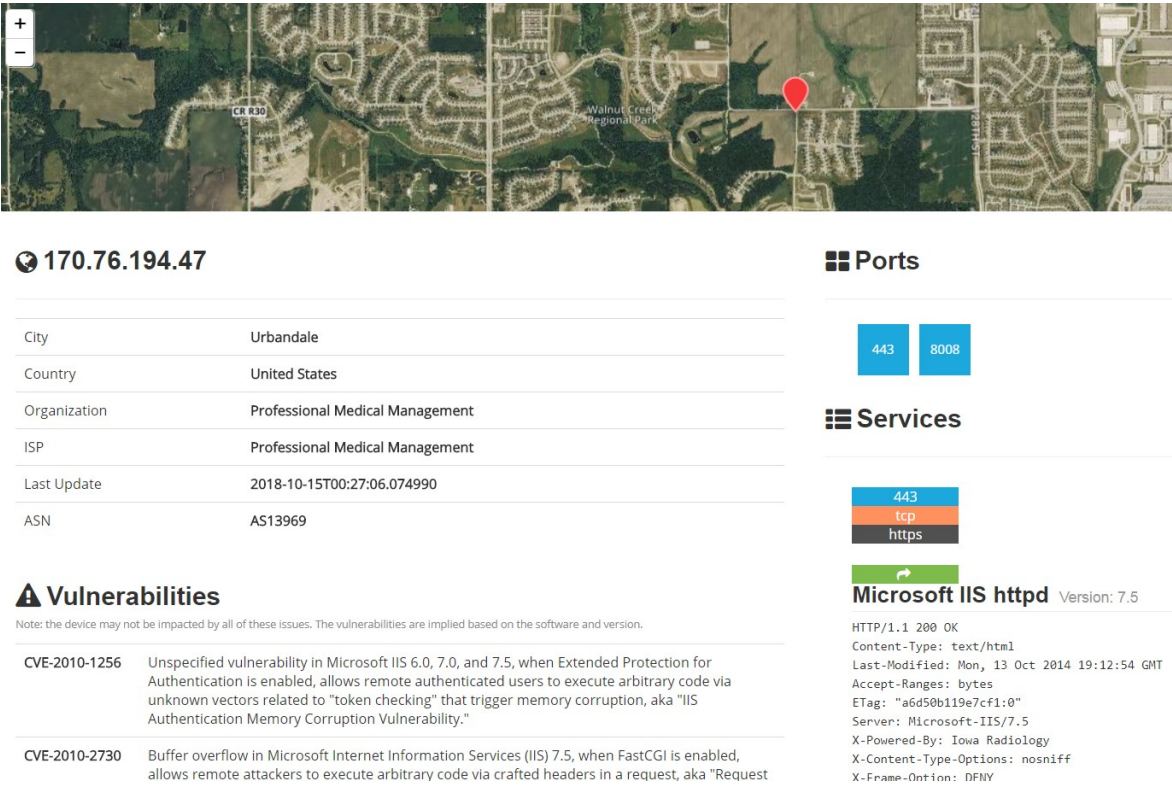 +
−
CR R30
Walnut Creek
Regional Park
128TH ST
170.76.194.47
City Urbandale
Country United States
Organization Professional Medical Management
ISP Professional Medical Management
Last Update 2018-10-15T00:27:06.074990
ASN AS13969
Vulnerabilities
Note: the device may not be impacted by all of these issues. The vulnerabilities are implied based on the software and version.
CVE-2010-1256 Unspecified vulnerability in Microsoft IIS 6.0, 7.0, and 7.5, when Extended Protection for
Authentication is enabled, allows remote authenticated users to execute arbitrary code via
unknown vectors related to "token checking" that trigger memory corruption, aka "IIS
Authentication Memory Corruption Vulnerability."
CVE-2010-2730 Buffer overflow in Microsoft Internet Information Services (IIS) 7.5, when FastCGI is enabled,
allows remote attackers to execute arbitrary code via crafted headers in a request, aka "Request
Ports
443 8008
Services
443
tcp
https
Microsoft IIS httpd Version: 7.5
HTTP/1.1 200 OK
Content-Type: text/html
Last-Modified: Mon, 13 Oct 2014 19:12:54 GMT
Accept-Ranges: bytes
ETag: "a6d50b119e7cf1:0"
Server: Microsoft-IIS/7.5
X-Powered-By: Iowa Radiology
X-Content-Type-Options: nosniff
X-Frame-Option: DENY